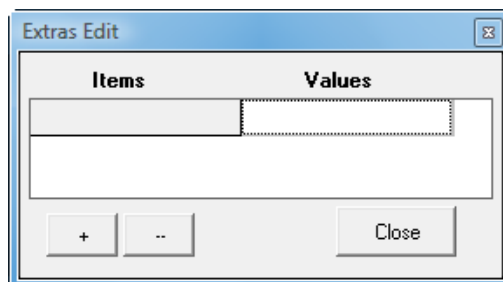 Extras Edit
Items Values
+ -- Close